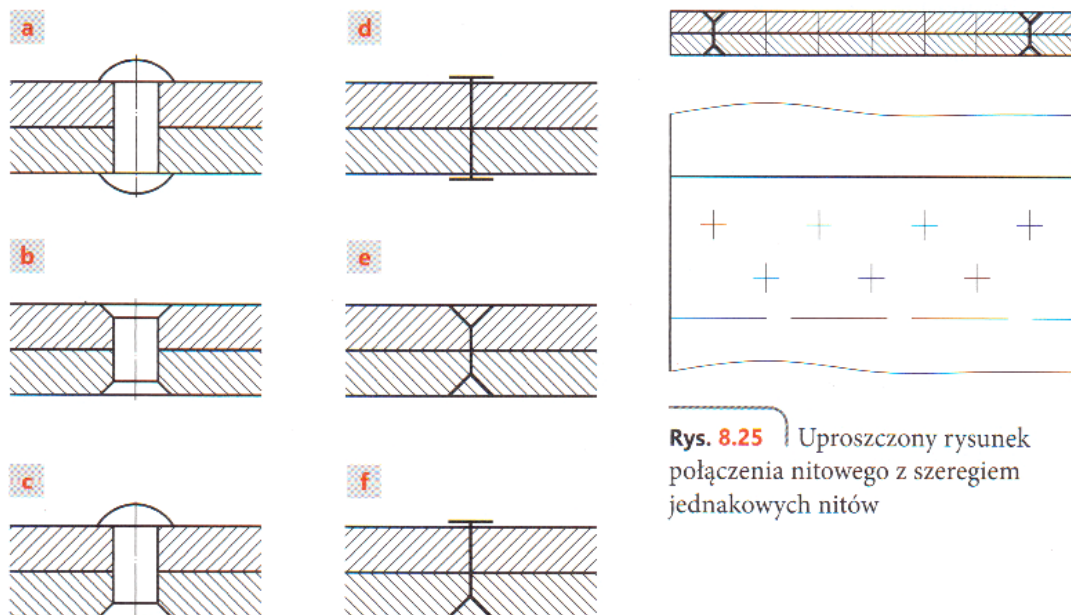 a
d
b
e
c
f
Rys. 8.25 Uproszczony rysunek
połączenia nitowego z szeregiem
jednakowych nitów